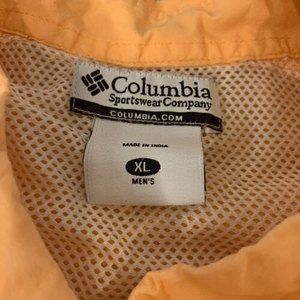 Columbia
Sportswear Company
COLUMBIA.COM
MADE IN INDIA
XL
MEN'S